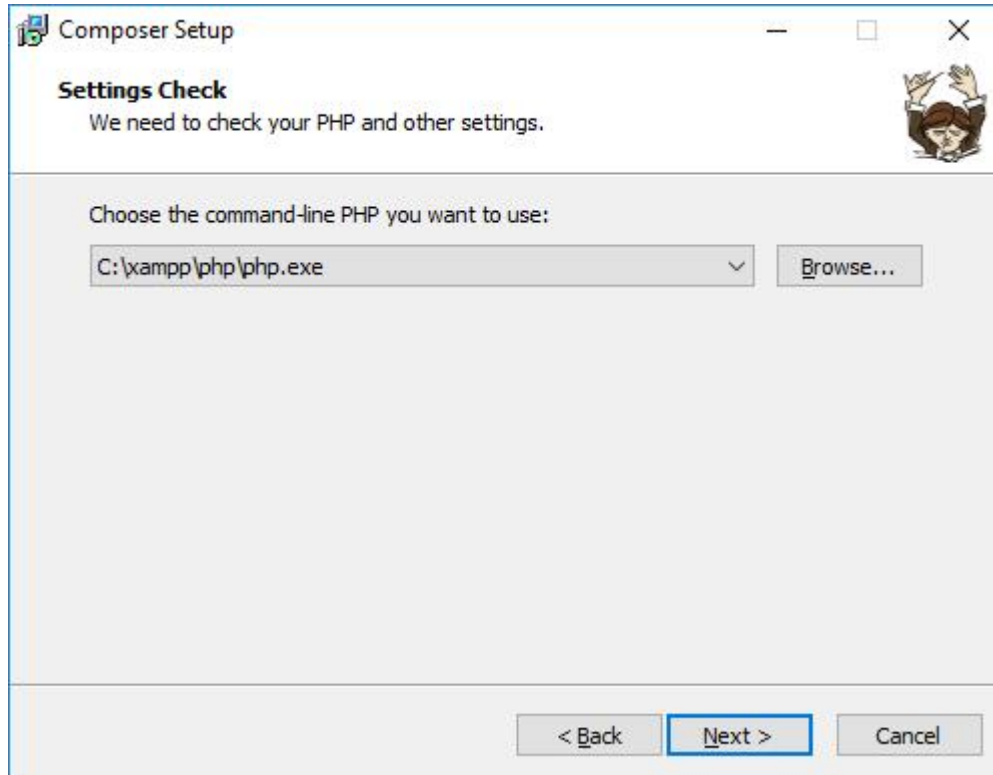 Composer Setup
Settings Check
We need to check your PHP and other settings.
Choose the command-line PHP you want to use:
C:\xampp\php\php.exe
Browse...
< Back
Next >
Cancel